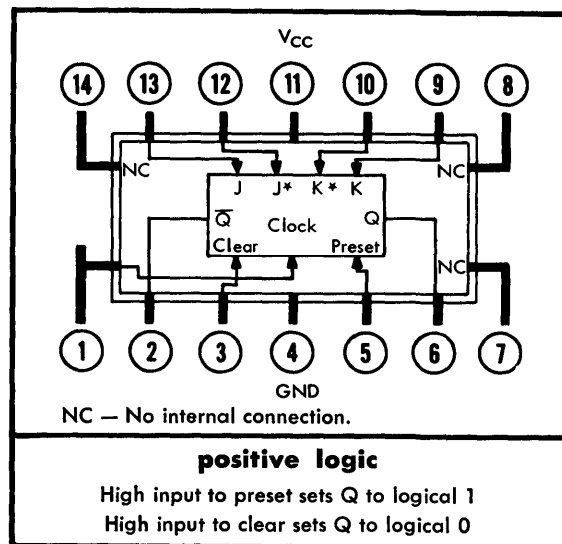 VCC
14 13 12 11 10 9 8
NC NC
J J* K* K
Q̅ Clock Q
Clear Preset
NC
1 2 3 4 5 6 7
GND
NC — No internal connection.
positive logic
High input to preset sets Q to logical 1
High input to clear sets Q to logical 0